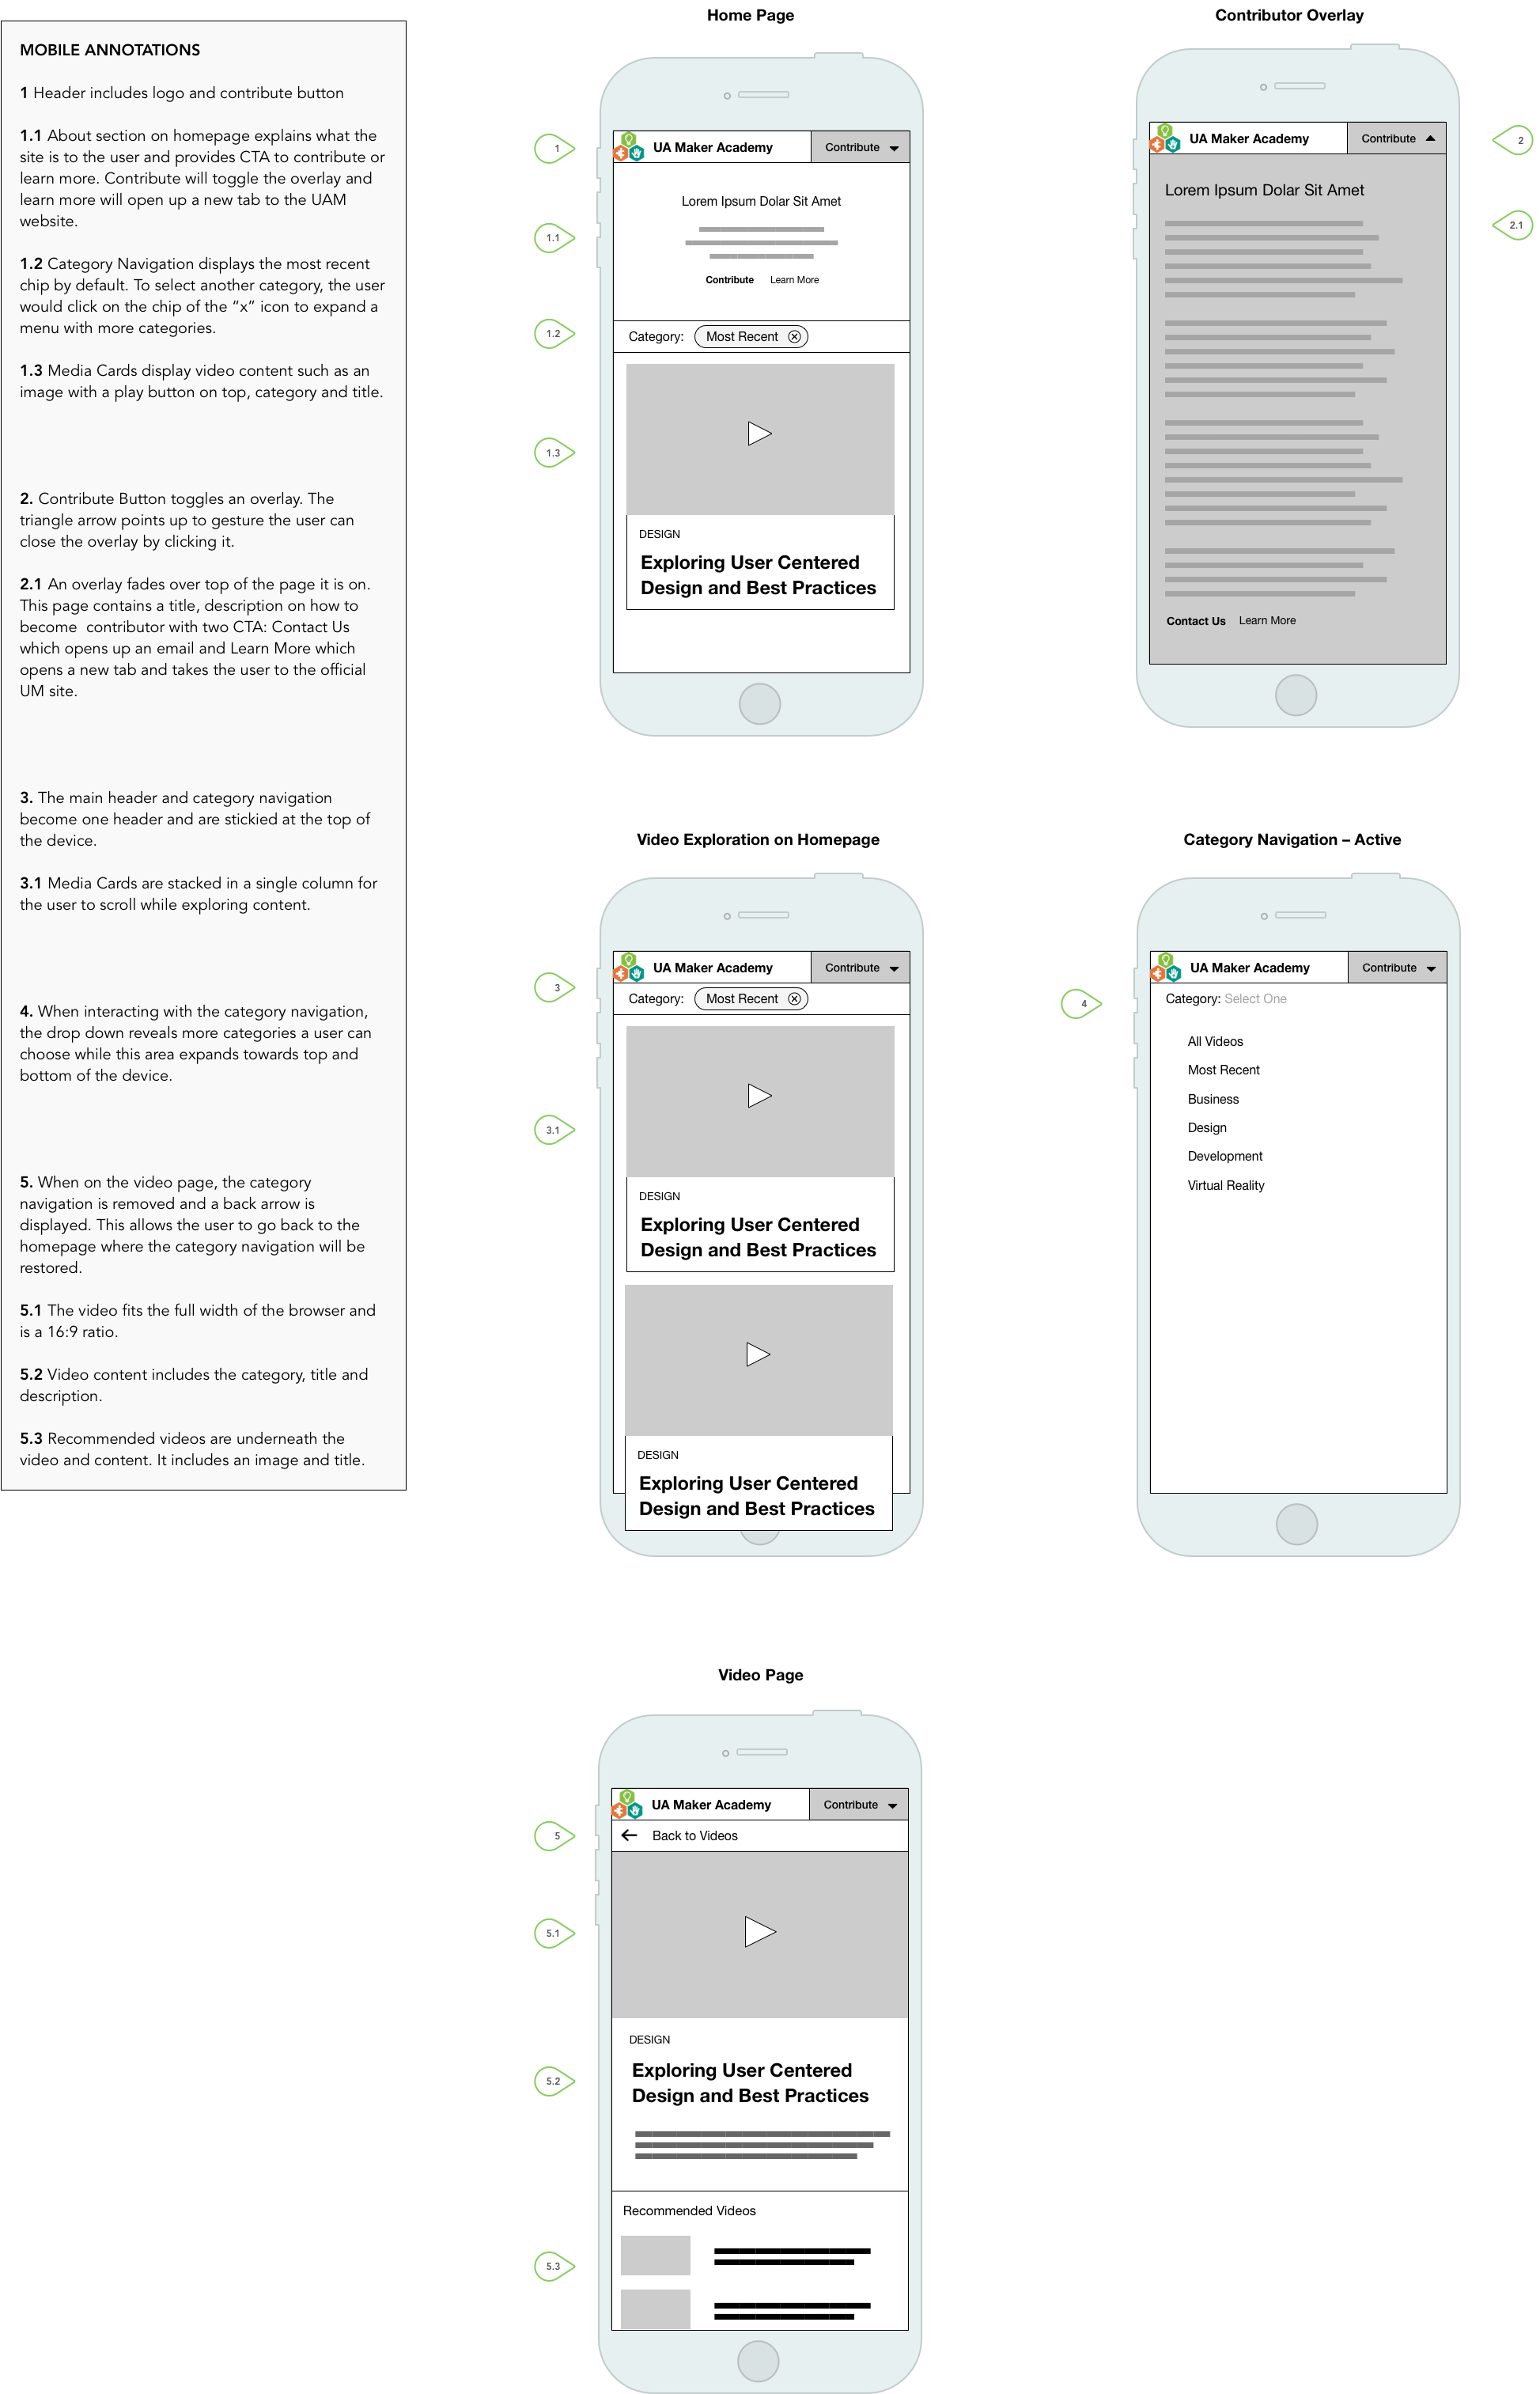 MOBILE ANNOTATIONS
1 Header includes logo and contribute button
1.1 About section on homepage explains what the
site is to the user and provides CTA to contribute or
learn more. Contribute will toggle the overlay and
learn more will open up a new tab to the UAM
website.
1.2 Category Navigation displays the most recent
chip by default. To select another category, the user
would click on the chip of the “x” icon to expand a
menu with more categories.
1.3 Media Cards display video content such as an
image with a play button on top, category and title.
2. Contribute Button toggles an overlay. The
triangle arrow points up to gesture the user can
close the overlay by clicking it.
2.1 An overlay fades over top of the page it is on.
This page contains a title, description on how to
become  contributor with two CTA: Contact Us
which opens up an email and Learn More which
opens a new tab and takes the user to the official
UM site.
3. The main header and category navigation
become one header and are stickied at the top of
the device.
3.1 Media Cards are stacked in a single column for
the user to scroll while exploring content.
4. When interacting with the category navigation,
the drop down reveals more categories a user can
choose while this area expands towards top and
bottom of the device.
5. When on the video page, the category
navigation is removed and a back arrow is
displayed. This allows the user to go back to the
homepage where the category navigation will be
restored.
5.1 The video fits the full width of the browser and
is a 16:9 ratio.
5.2 Video content includes the category, title and
description.
5.3 Recommended videos are underneath the
video and content. It includes an image and title.
Home Page
1
UA Maker Academy
Contribute
1.1
Lorem Ipsum Dolar Sit Amet
Contribute
Learn More
1.2
Category:
Most Recent
1.3
DESIGN
Exploring User Centered
Design and Best Practices
Contributor Overlay
UA Maker Academy
Contribute
2
Lorem Ipsum Dolar Sit Amet
2.1
Contact Us
Learn More
Video Exploration on Homepage
UA Maker Academy
Contribute
3
Category:
Most Recent
3.1
DESIGN
Exploring User Centered
Design and Best Practices
DESIGN
Exploring User Centered
Design and Best Practices
Category Navigation – Active
UA Maker Academy
Contribute
4
Category: Select One
All Videos
Most Recent
Business
Design
Development
Virtual Reality
Video Page
UA Maker Academy
Contribute
5
Back to Videos
5.1
DESIGN
5.2
Exploring User Centered
Design and Best Practices
Recommended Videos
5.3